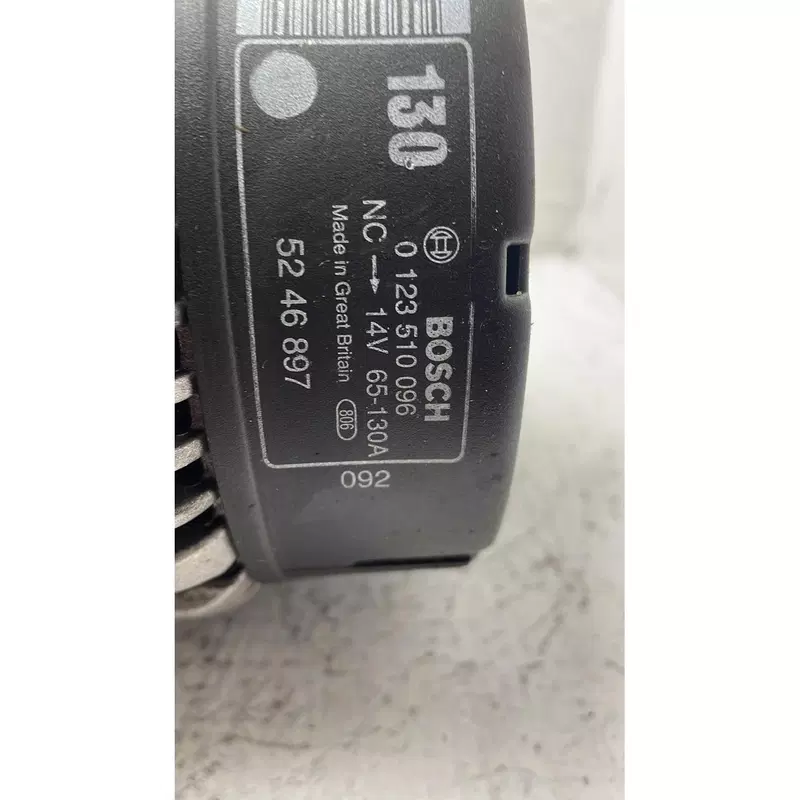 130
BOSCH
0 123 510 096
NC → 14V 65-130A
Made in Great Britain 806
52 46 897
092